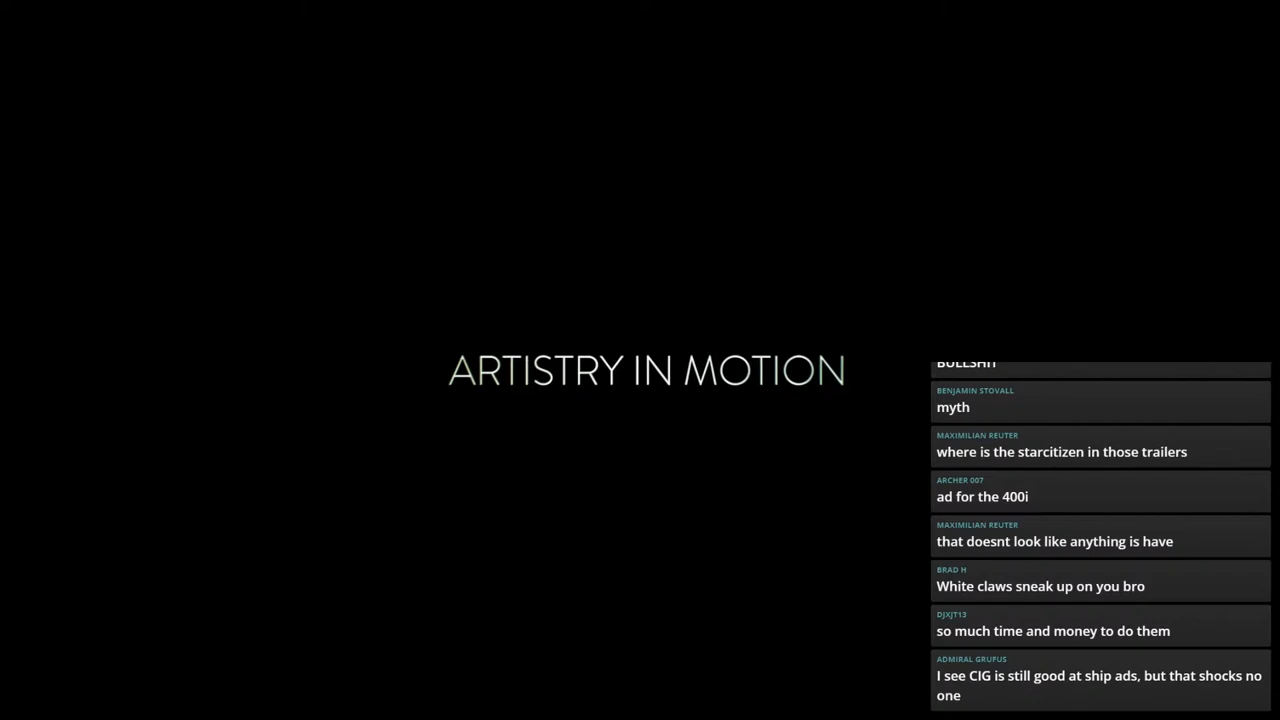 ARTISTRY IN MOTION
BULLSHIT
BENJAMIN STOVALL
myth
MAXIMILIAN REUTER
where is the starcitizen in those trailers
ARCHER 007
ad for the 400i
MAXIMILIAN REUTER
that doesnt look like anything is have
BRAD H
White claws sneak up on you bro
DJXJT13
so much time and money to do them
ADMIRAL GRUFUS
I see CIG is still good at ship ads, but that shocks no
one